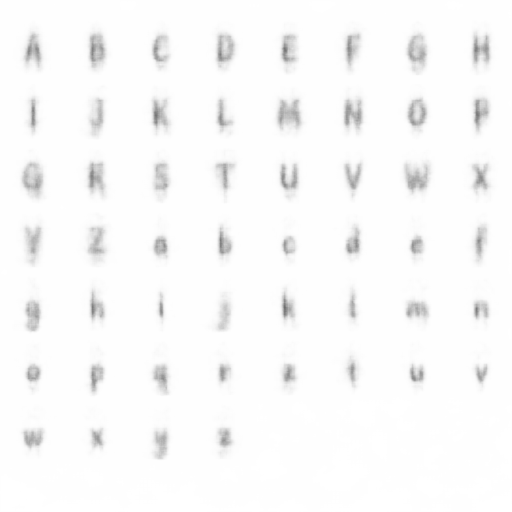 A B C D E F G H
I J K L M N O P
Q R S T U V W X
Y Z a b c d e f
g h i j k l m n
o p q r s t u v
w x y z